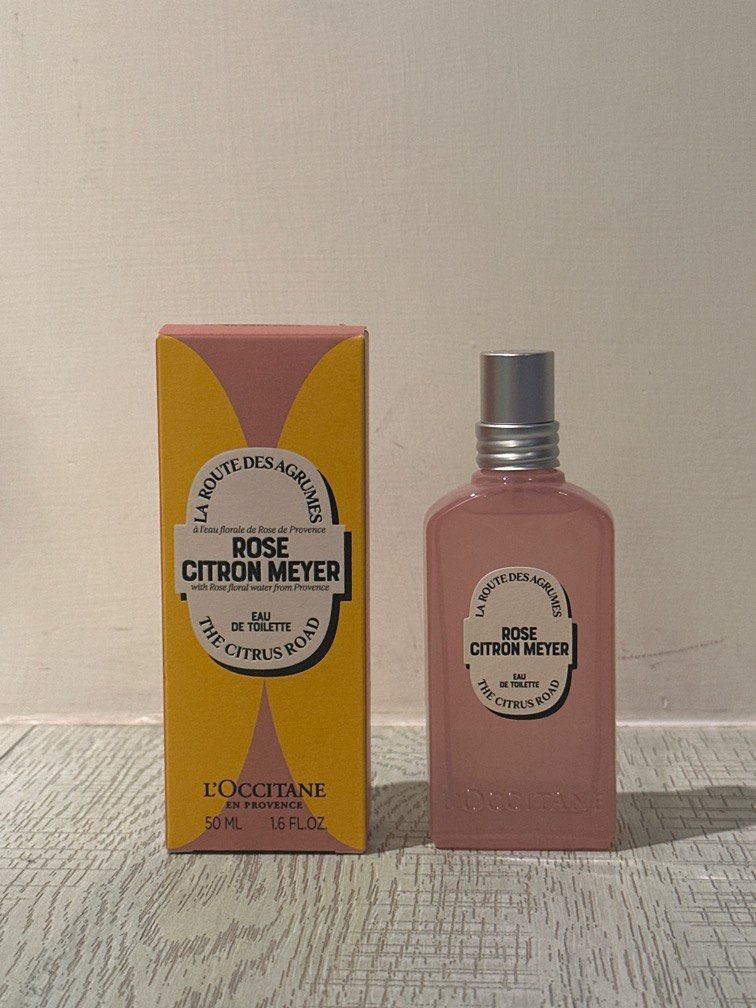 LA ROUTE DES AGRUMES
à l'eau florale de Rose de Provence
ROSE
CITRON MEYER
with Rose floral water from Provence
EAU
DE TOILETTE
THE CITRUS ROAD
L'OCCITANE
EN PROVENCE
50 ML 1.6 FL.OZ.
LA ROUTE DES AGRUMES
ROSE
CITRON MEYER
EAU
DE TOILETTE
THE CITRUS ROAD
L'OCCITANE